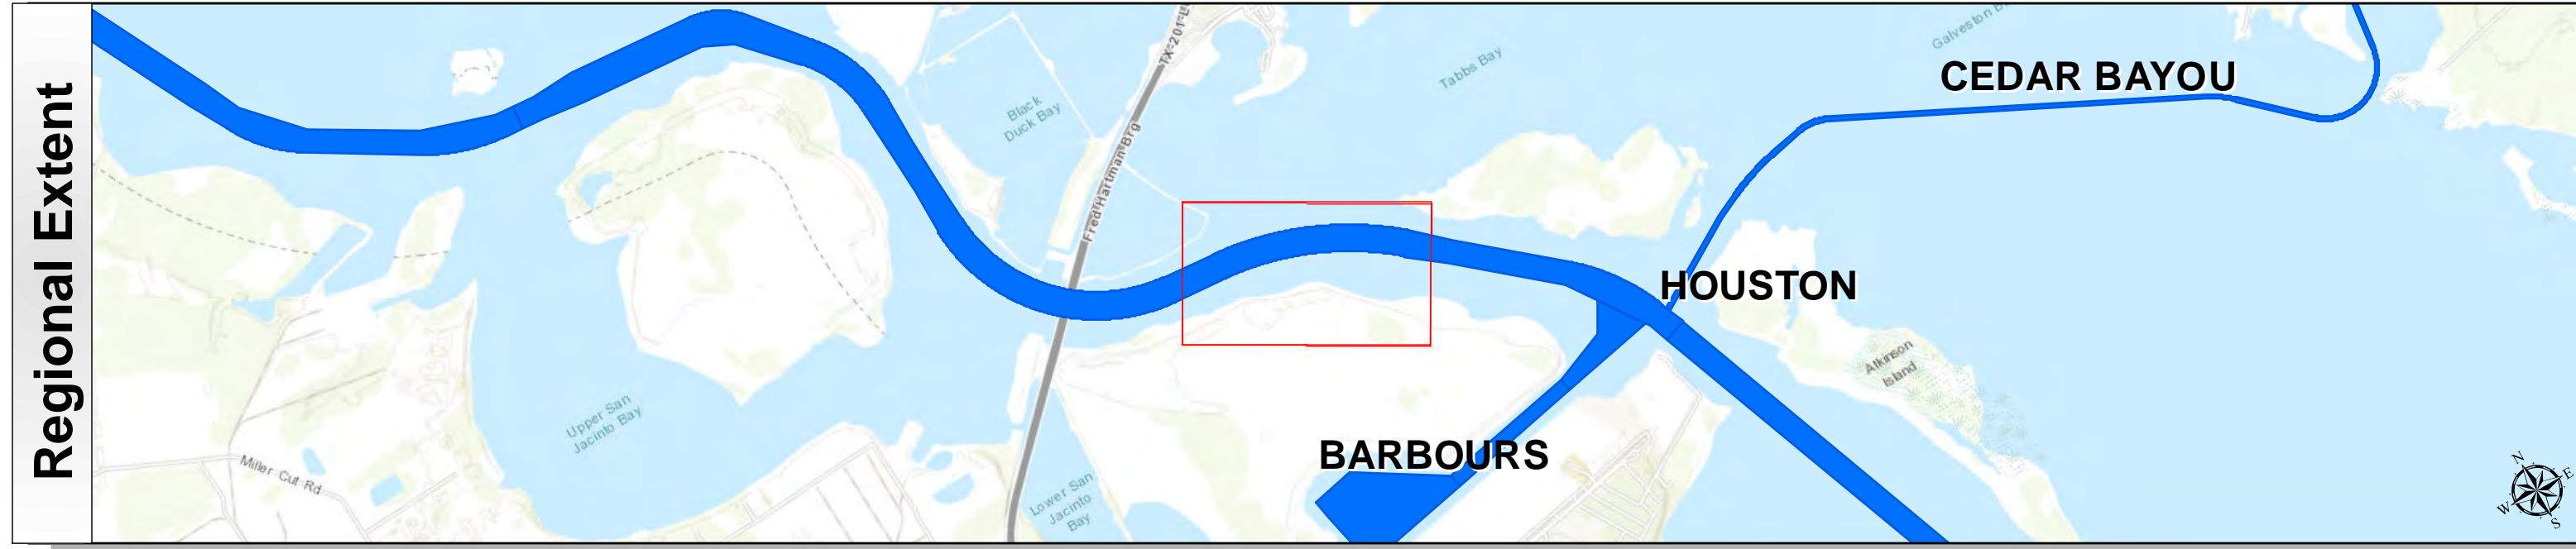 Regional Extent
TX-201-L
Galveston B
Tabbs Bay
CEDAR BAYOU
Black
Duck Bay
Fred Hartman Brg
HOUSTON
Atkinson
Island
Upper San
Jacinto Bay
BARBOURS
Miller Cut Rd
Lower San
Jacinto
Bay
N
E
W
S